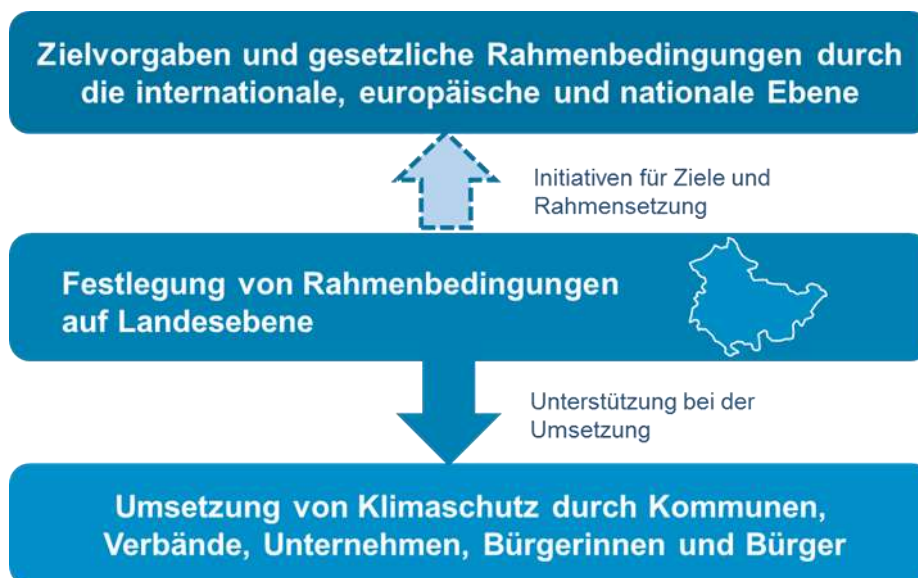 Zielvorgaben und gesetzliche Rahmenbedingungen durch
die internationale, europäische und nationale Ebene
Initiativen für Ziele und
Rahmensetzung
Festlegung von Rahmenbedingungen
auf Landesebene
Unterstützung bei der
Umsetzung
Umsetzung von Klimaschutz durch Kommunen,
Verbände, Unternehmen, Bürgerinnen und Bürger